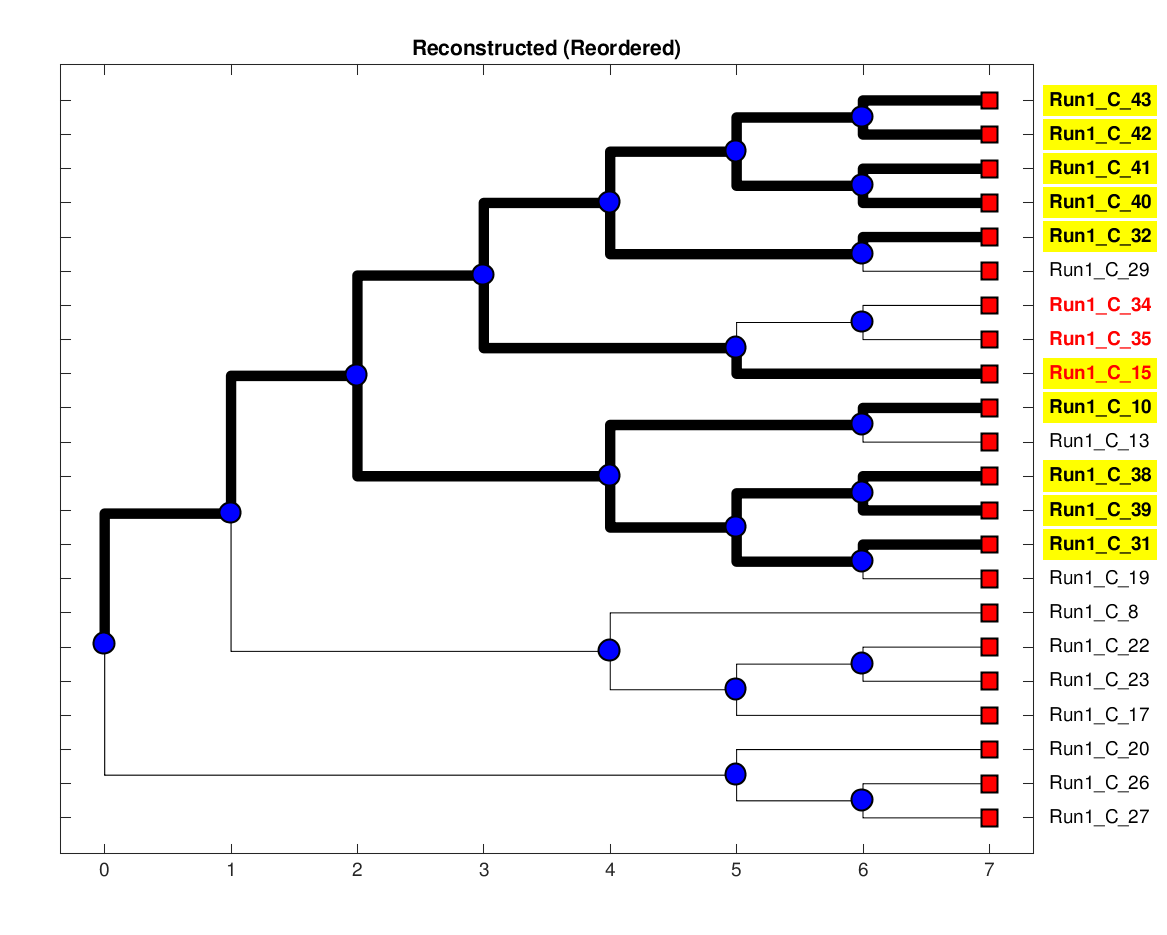 Reconstructed (Reordered)
Run1_C_43
Run1_C_42
Run1_C_41
Run1_C_40
Run1_C_32
Run1_C_29
Run1_C_34
Run1_C_35
Run1_C_15
Run1_C_10
Run1_C_13
Run1_C_38
Run1_C_39
Run1_C_31
Run1_C_19
Run1_C_8
Run1_C_22
Run1_C_23
Run1_C_17
Run1_C_20
Run1_C_26
Run1_C_27
0 1 2 3 4 5 6 7